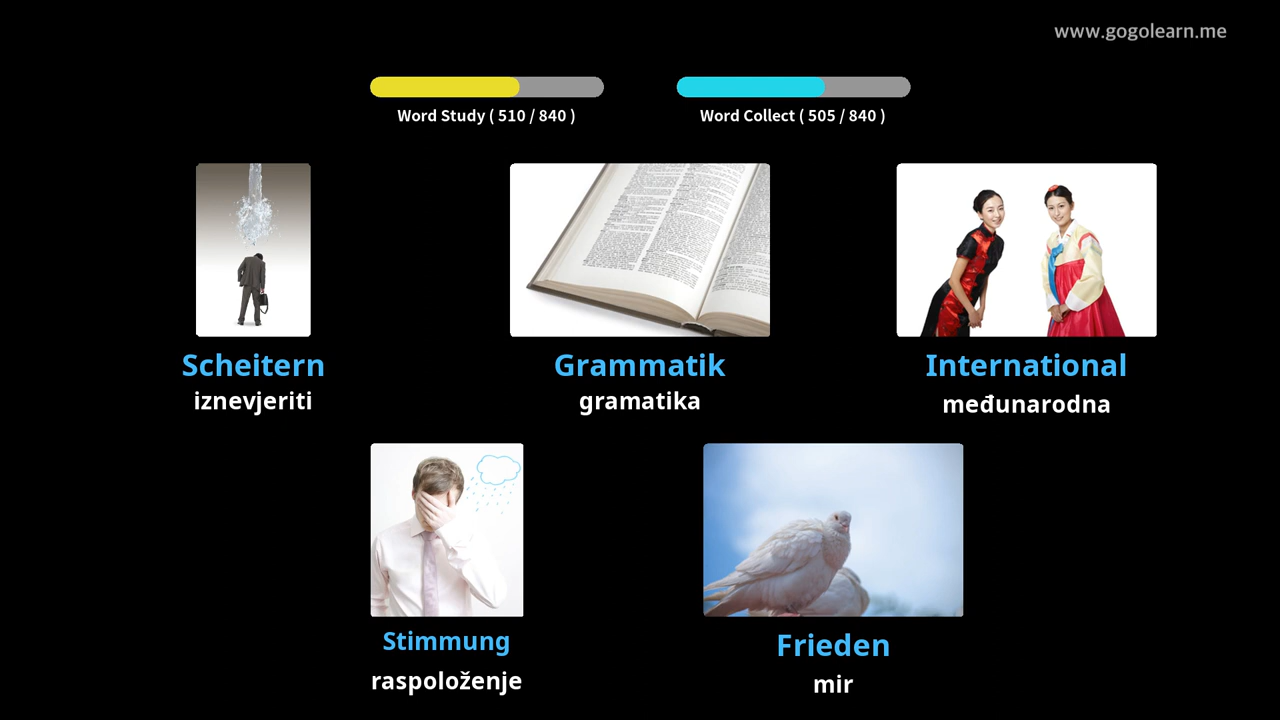 www.gogolearn.me
Word Study ( 510 / 840 )
Word Collect ( 505 / 840 )
Scheitern
iznevjeriti
Grammatik
gramatika
International
međunarodna
Stimmung
raspoloženje
Frieden
mir